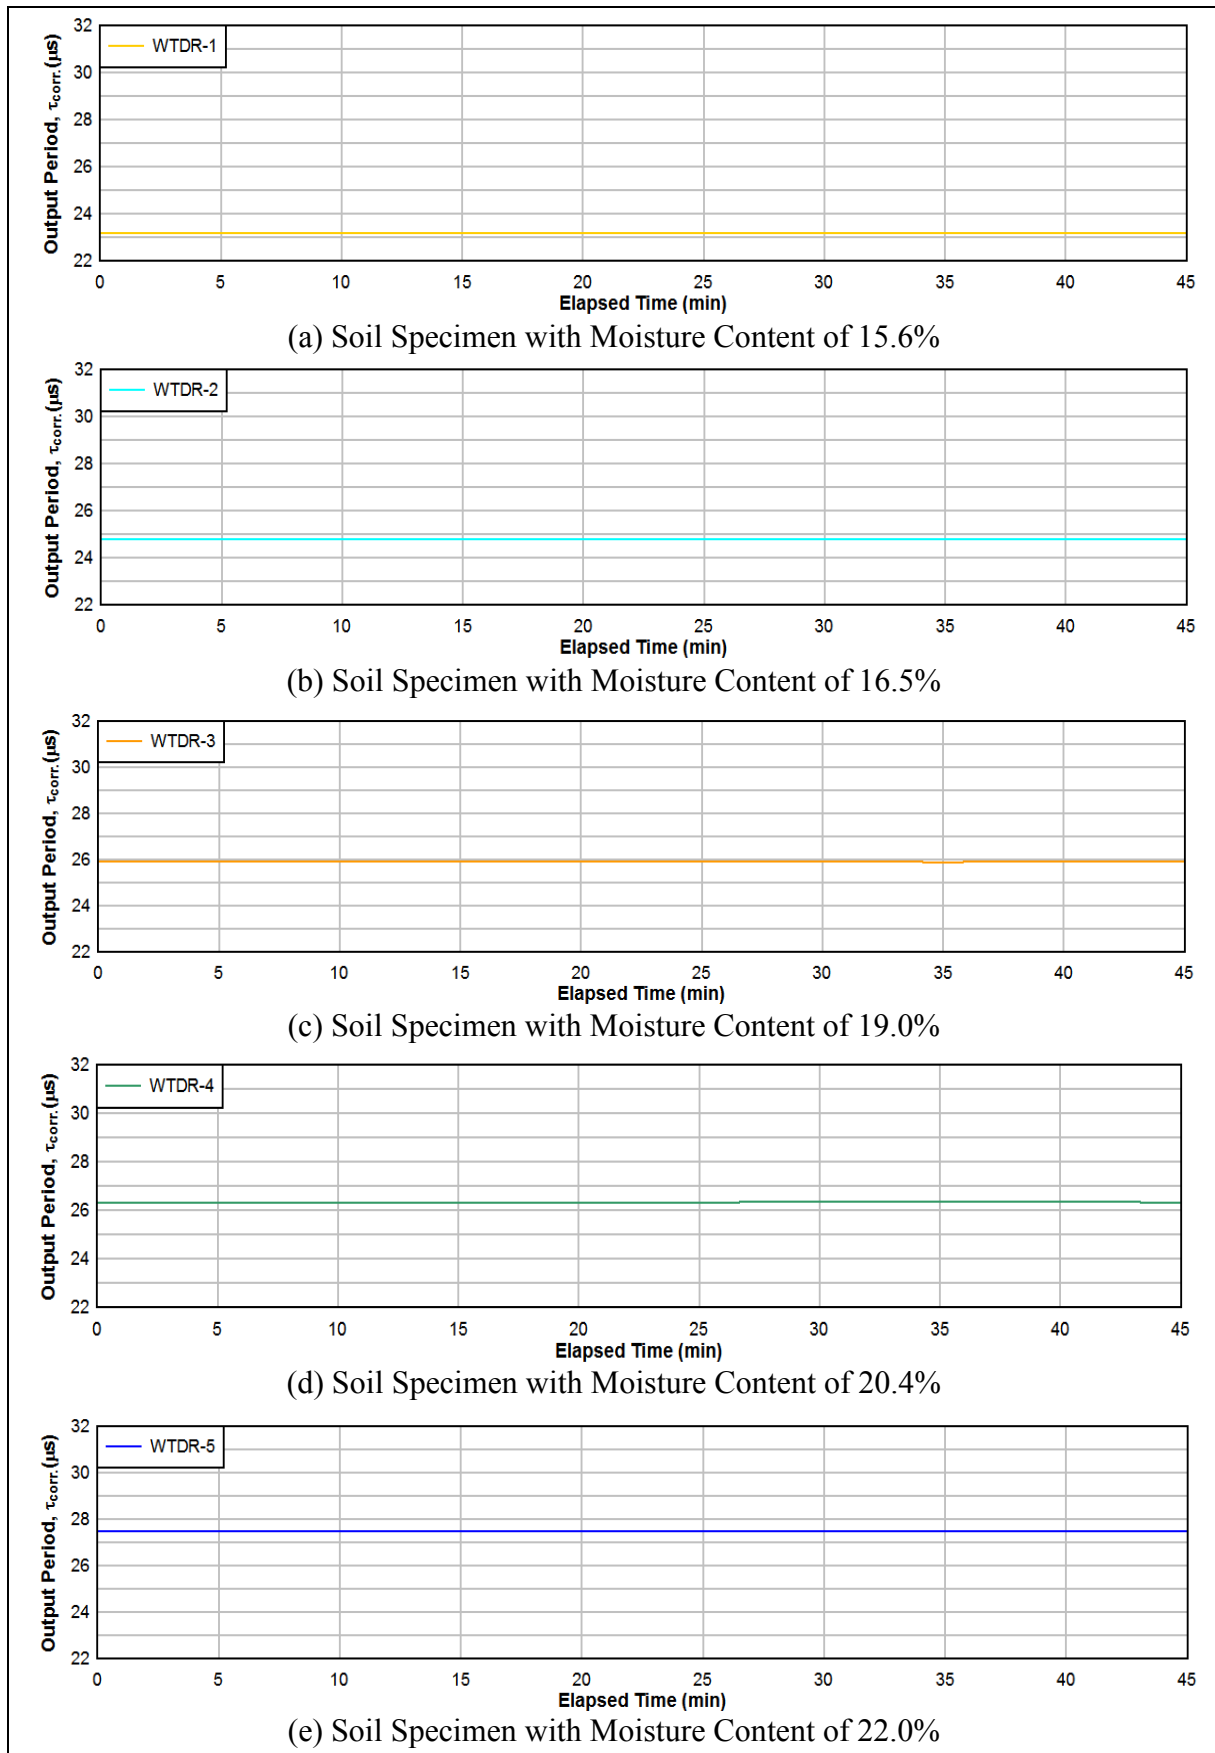 32
WTDR-1
30
28
26
24
22
Output Period, τcorr.(μs)
0 5 10 15 20 25 30 35 40 45
Elapsed Time (min)
(a) Soil Specimen with Moisture Content of 15.6%
32
WTDR-2
30
28
26
24
22
Output Period, τcorr.(μs)
0 5 10 15 20 25 30 35 40 45
Elapsed Time (min)
(b) Soil Specimen with Moisture Content of 16.5%
32
WTDR-3
30
28
26
24
22
Output Period, τcorr.(μs)
0 5 10 15 20 25 30 35 40 45
Elapsed Time (min)
(c) Soil Specimen with Moisture Content of 19.0%
32
WTDR-4
30
28
26
24
22
Output Period, τcorr.(μs)
0 5 10 15 20 25 30 35 40 45
Elapsed Time (min)
(d) Soil Specimen with Moisture Content of 20.4%
32
WTDR-5
30
28
26
24
22
Output Period, τcorr.(μs)
0 5 10 15 20 25 30 35 40 45
Elapsed Time (min)
(e) Soil Specimen with Moisture Content of 22.0%